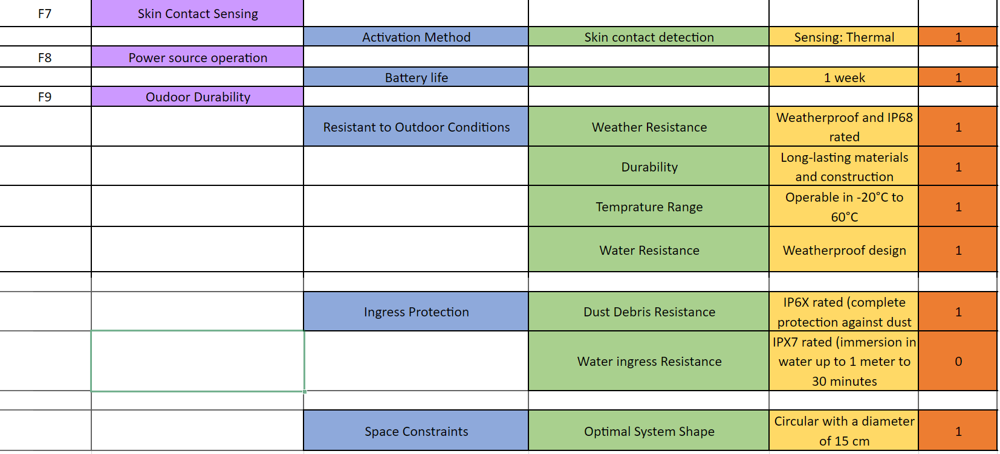 F7 Skin Contact Sensing
Activation Method Skin contact detection Sensing: Thermal 1
F8 Power source operation
Battery life 1 week 1
F9 Oudoor Durability
Resistant to Outdoor Conditions Weather Resistance Weatherproof and IP68
rated 1
Durability Long-lasting materials
and construction 1
Temprature Range Operable in -20°C to
60°C 1
Water Resistance Weatherproof design 1
Ingress Protection Dust Debris Resistance IP6X rated (complete
protection against dust 1
Water ingress Resistance IPX7 rated (immersion in
water up to 1 meter to
30 minutes 0
Space Constraints Optimal System Shape Circular with a diameter
of 15 cm 1